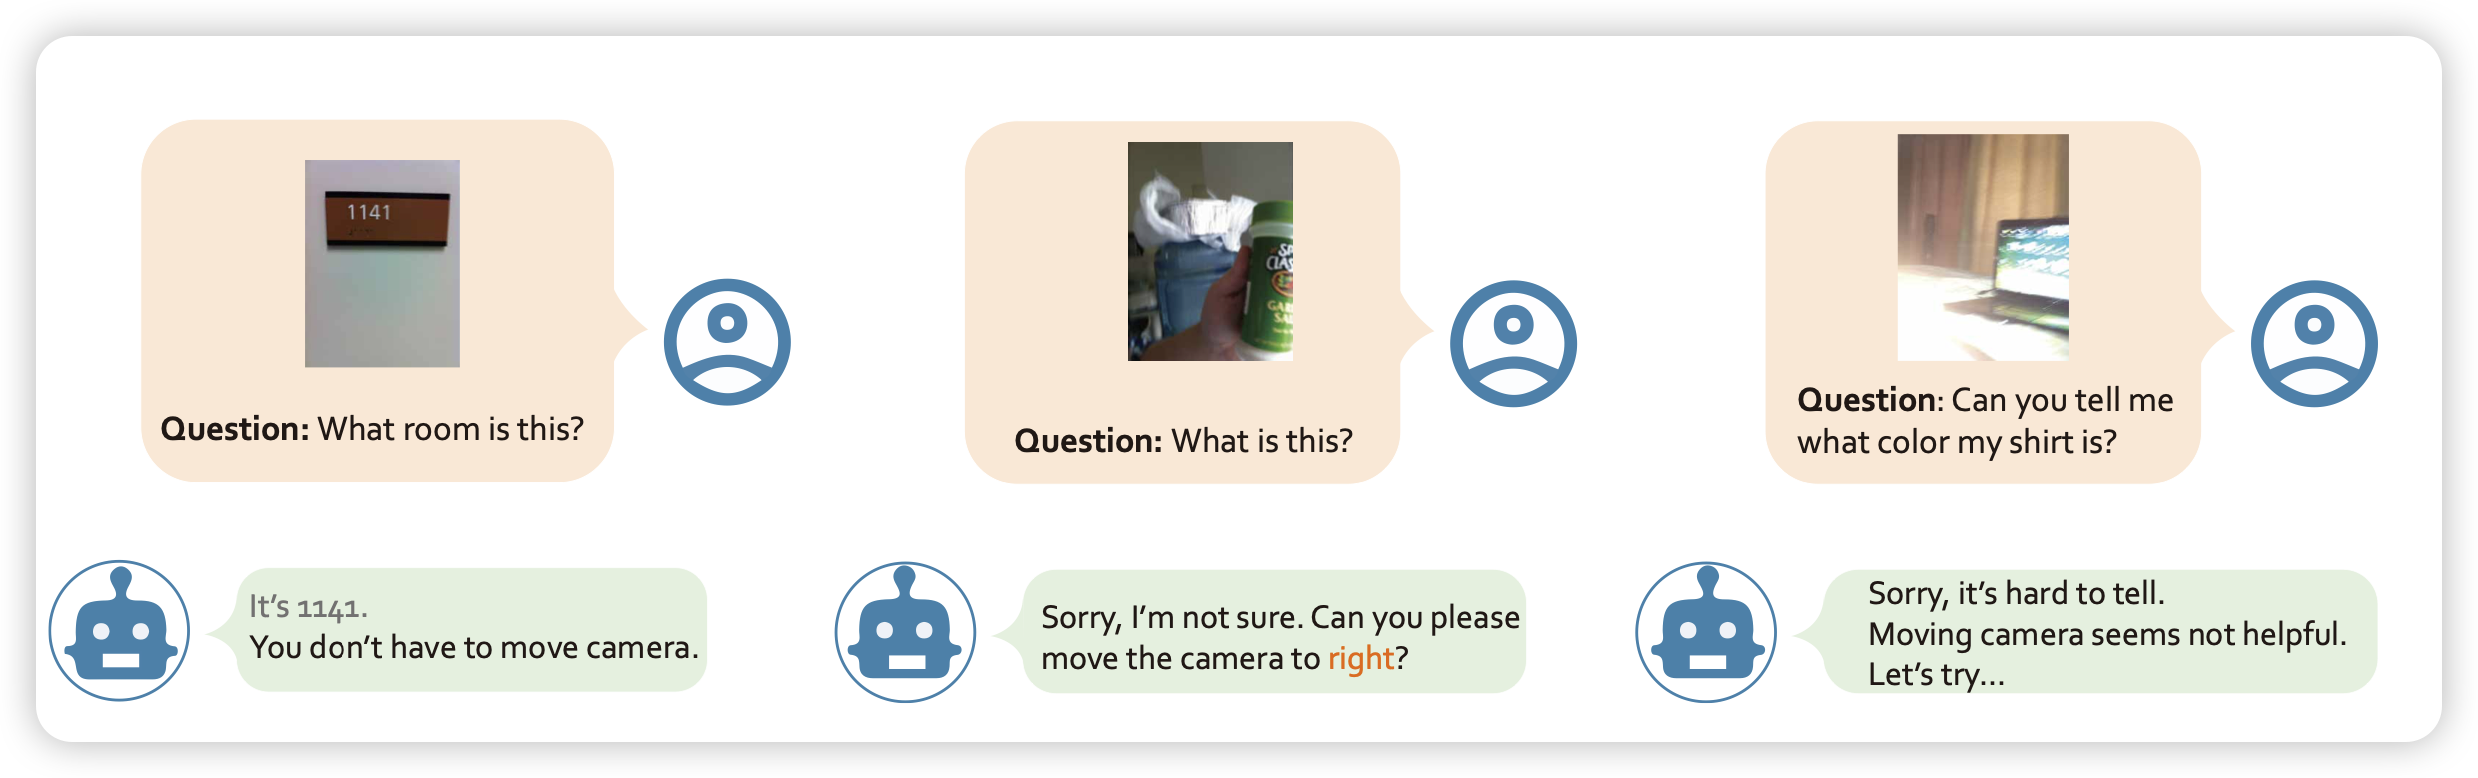 1141
Question: What room is this?
It's 1141.
You don't have to move camera.
CLAS
Question: What is this?
Sorry, I'm not sure. Can you please
move the camera to right?
Question: Can you tell me
what color my shirt is?
Sorry, it's hard to tell.
Moving camera seems not helpful.
Let's try...